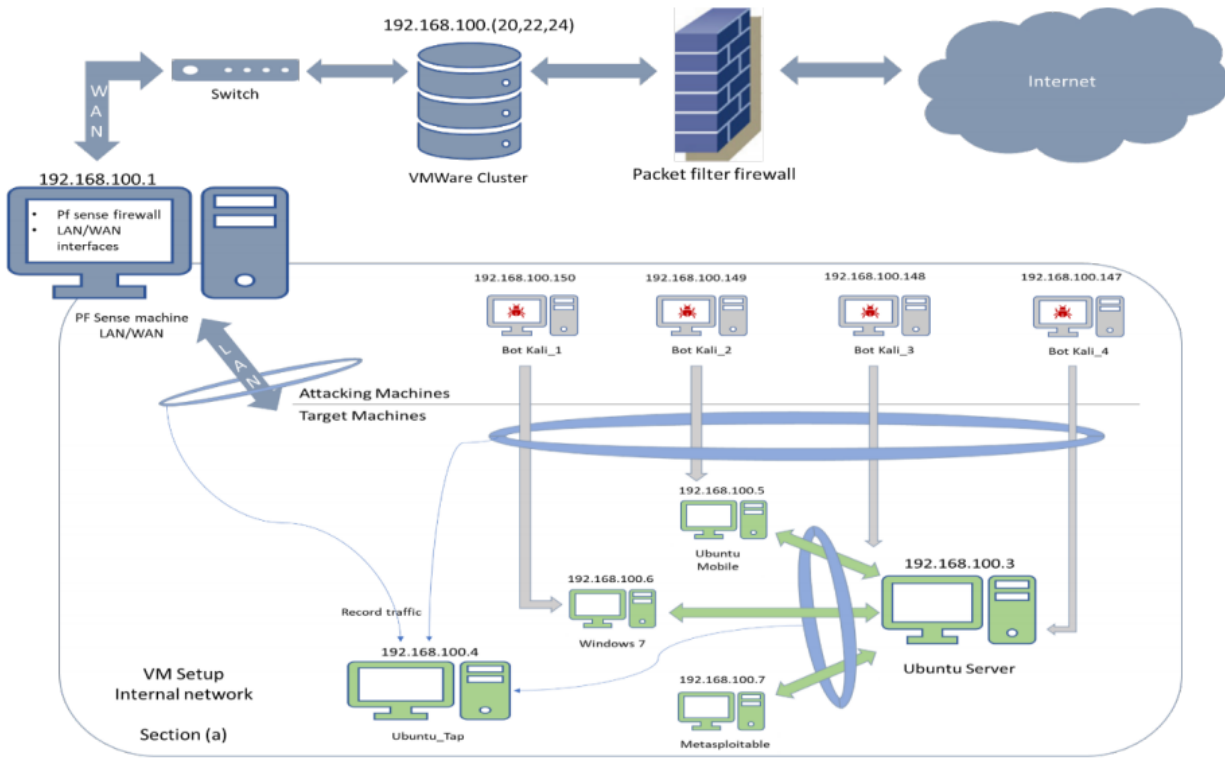 192.168.100.(20,22,24)
Internet
Switch
WAN
VMWare Cluster
Packet filter firewall
192.168.100.1
• Pf sense firewall
• LAN/WAN
interfaces
PF Sense machine
LAN/WAN
LAN
192.168.100.150
192.168.100.149
192.168.100.148
192.168.100.147
Bot Kali_1
Bot Kali_2
Bot Kali_3
Bot Kali_4
Attacking Machines
Target Machines
192.168.100.5
Ubuntu
Mobile
192.168.100.3
Ubuntu Server
192.168.100.6
Windows 7
Record traffic
192.168.100.4
Ubuntu_Tap
192.168.100.7
Metasploitable
VM Setup
Internal network
Section (a)